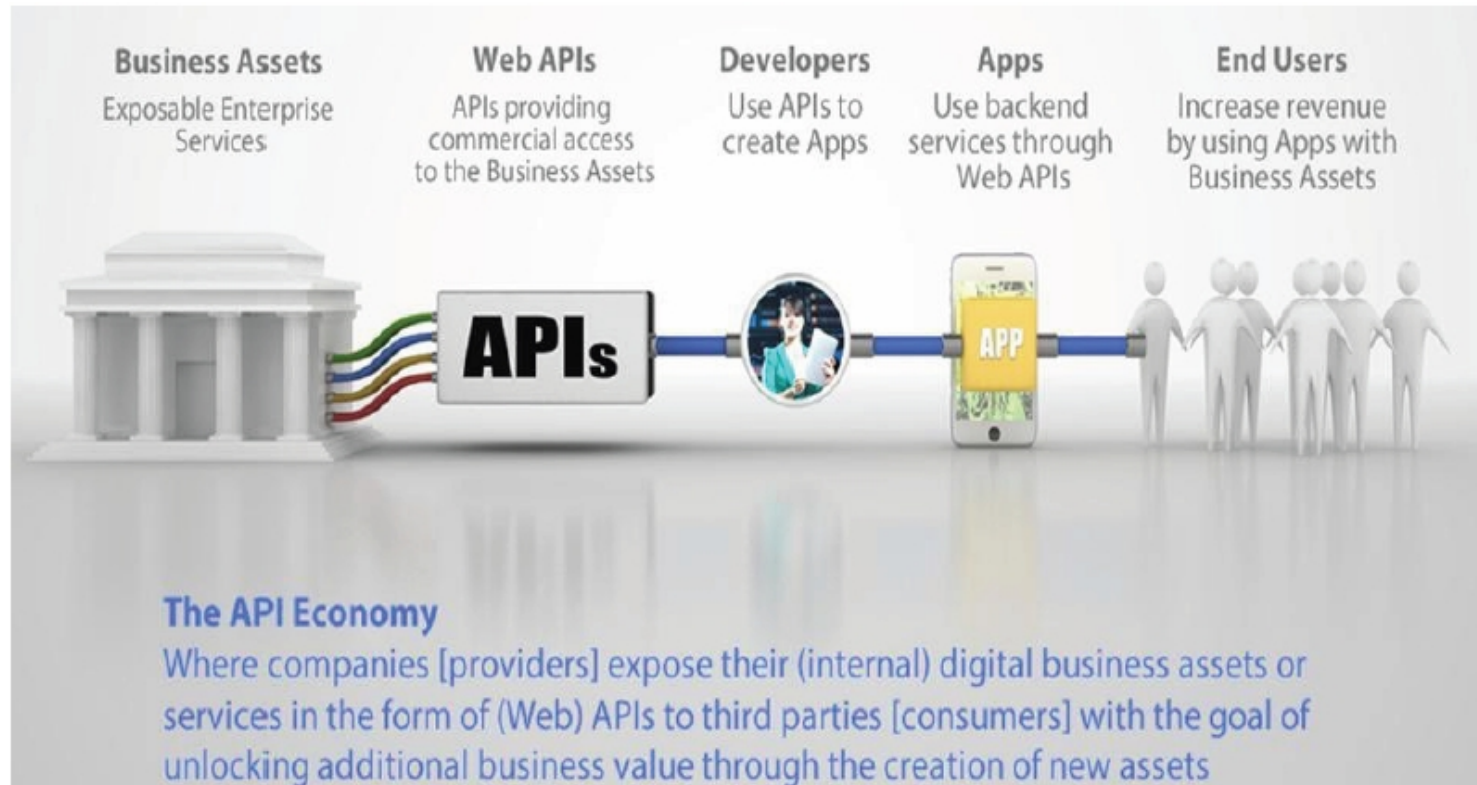 Business Assets
Exposable Enterprise
Services
Web APIs
APIs providing
commercial access
to the Business Assets
Developers
Use APIs to
create Apps
Apps
Use backend
services through
Web APIs
End Users
Increase revenue
by using Apps with
Business Assets
APIs
APP
The API Economy
Where companies [providers] expose their (internal) digital business assets or
services in the form of (Web) APIs to third parties [consumers] with the goal of
unlocking additional business value through the creation of new assets